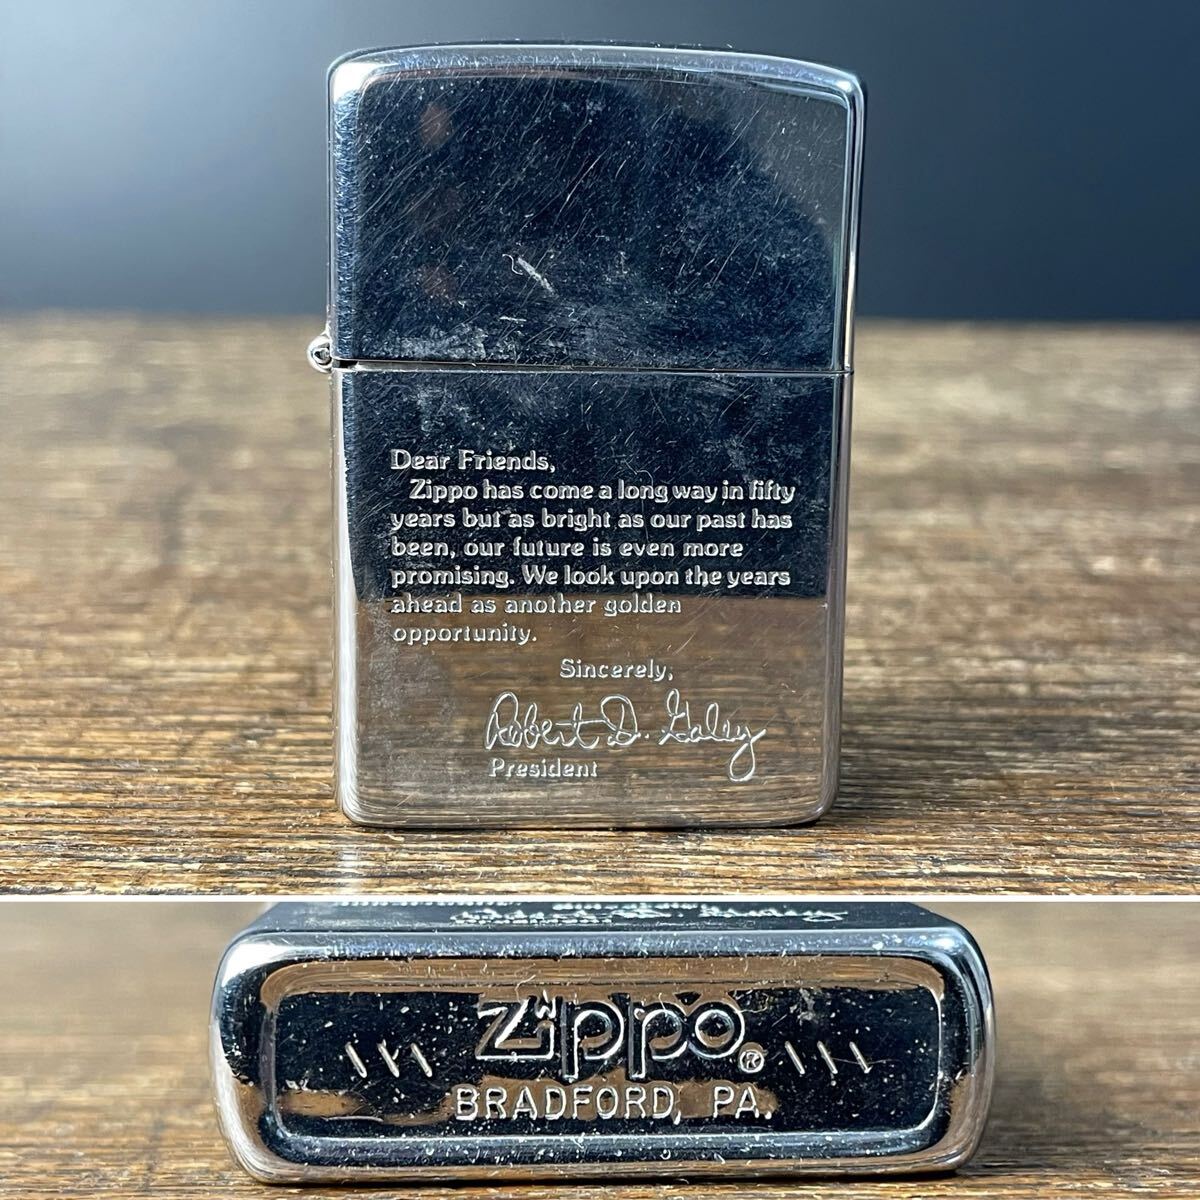 Dear Friends,
Zippo has come a long way in fifty
years but as bright as our past has
been, our future is even more
promising. We look upon the years
ahead as another golden
opportunity.
Sincerely,
Robert D. Galey
President
Zippo®
\\\ \\\\
BRADFORD, PA.